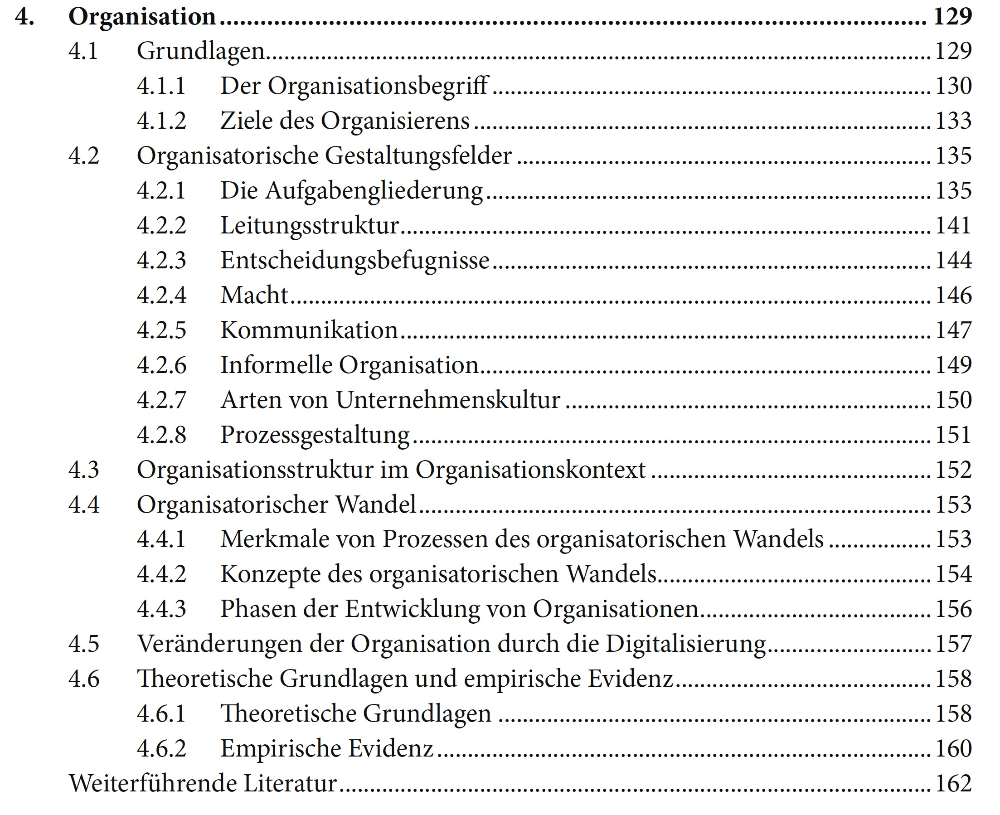 4. Organisation........................................................................................................ 129
4.1 Grundlagen........................................................................................................ 129
4.1.1 Der Organisationsbegriff ........................................................................ 130
4.1.2 Ziele des Organisierens ........................................................................ 133
4.2 Organisatorische Gestaltungsfelder .................................................................... 135
4.2.1 Die Aufgabengliederung........................................................................ 135
4.2.2 Leitungsstruktur.................................................................................... 141
4.2.3 Entscheidungsbefugnisse........................................................................ 144
4.2.4 Macht........................................................................................................ 146
4.2.5 Kommunikation.................................................................................... 147
4.2.6 Informelle Organisation........................................................................ 149
4.2.7 Arten von Unternehmenskultur ............................................................ 150
4.2.8 Prozessgestaltung.................................................................................... 151
4.3 Organisationsstruktur im Organisationskontext .............................................. 152
4.4 Organisatorischer Wandel.................................................................................... 153
4.4.1 Merkmale von Prozessen des organisatorischen Wandels ................. 153
4.4.2 Konzepte des organisatorischen Wandels............................................. 154
4.4.3 Phasen der Entwicklung von Organisationen...................................... 156
4.5 Veränderungen der Organisation durch die Digitalisierung........................... 157
4.6 Theoretische Grundlagen und empirische Evidenz.......................................... 158
4.6.1 Theoretische Grundlagen ...................................................................... 158
4.6.2 Empirische Evidenz................................................................................ 160
Weiterführende Literatur................................................................................................ 162